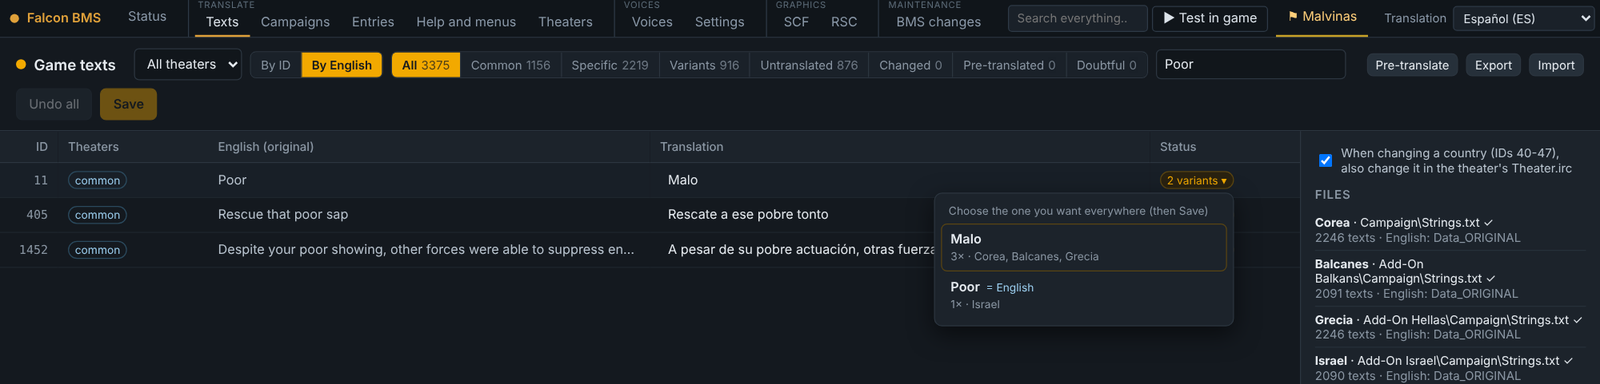 Falcon BMS
Status
TRANSLATE
Texts Campaigns Entries Help and menus Theaters
VOICES
Voices Settings
GRAPHICS
SCF RSC
MAINTENANCE
BMS changes
Search everything..
▶ Test in game
⚑ Malvinas
Translation Español (ES)
Game texts
All theaters
By ID By English
All 3375 Common 1156 Specific 2219 Variants 916 Untranslated 876 Changed 0 Pre-translated 0 Doubtful 0
Poor
Pre-translate Export Import
Undo all Save
ID Theaters English (original) Translation Status
11 common Poor Malo 2 variants ▾
405 common Rescue that poor sap Rescate a ese pobre tonto
1452 common Despite your poor showing, other forces were able to suppress en... A pesar de su pobre actuación, otras fuerza
Choose the one you want everywhere (then Save)
Malo
3× · Corea, Balcanes, Grecia
Poor = English
1× · Israel
When changing a country (IDs 40-47),
also change it in the theater's Theater.irc
FILES
Corea · Campaign\Strings.txt ✓
2246 texts · English: Data_ORIGINAL
Balcanes · Add-On
Balkans\Campaign\Strings.txt ✓
2091 texts · English: Data_ORIGINAL
Grecia · Add-On Hellas\Campaign\Strings.txt ✓
2246 texts · English: Data_ORIGINAL
Israel · Add-On Israel\Campaign\Strings.txt ✓
2090 texts · English: Data_ORIGINAL